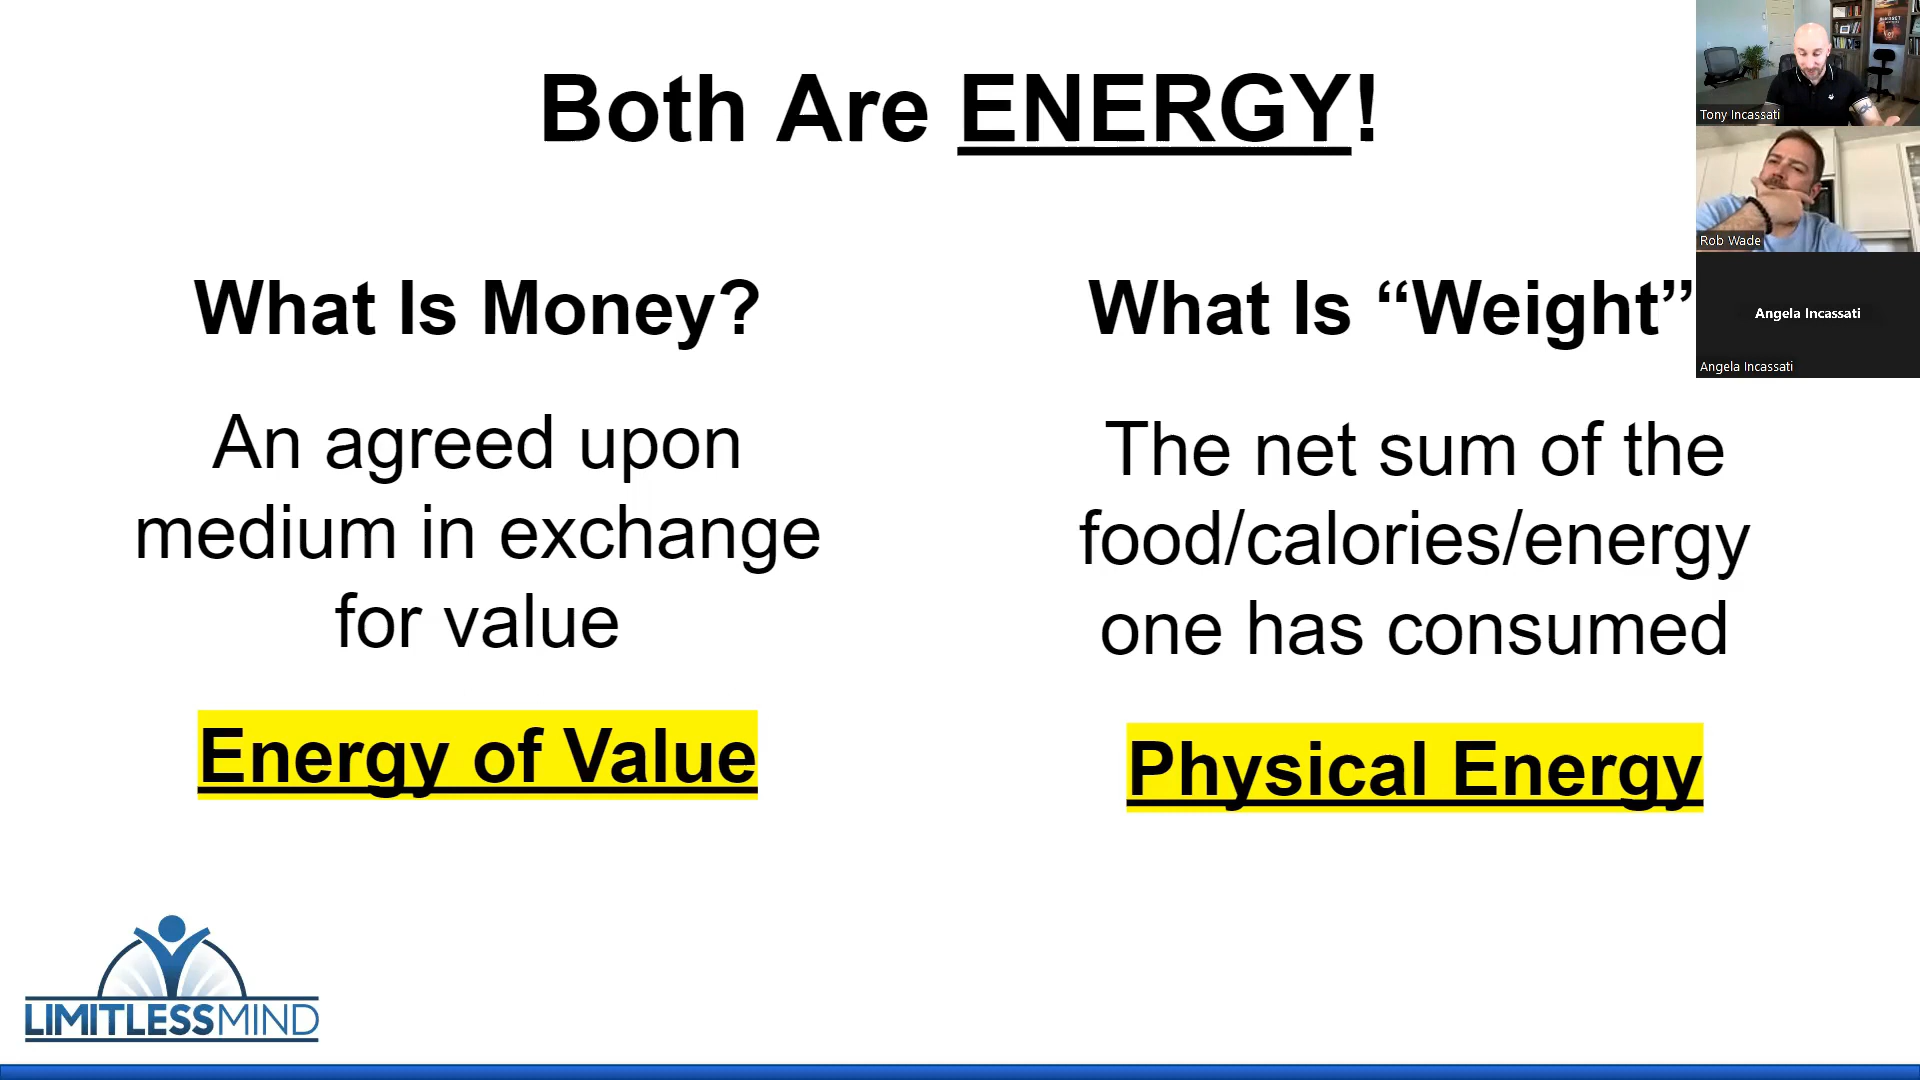 Both Are ENERGY!
What Is Money?
An agreed upon
medium in exchange
for value
Energy of Value
What Is “Weight”
The net sum of the
food/calories/energy
one has consumed
Physical Energy
LIMITLESSMIND
Tony Incassati
Rob Wade
Angela Incassati
Angela Incassati